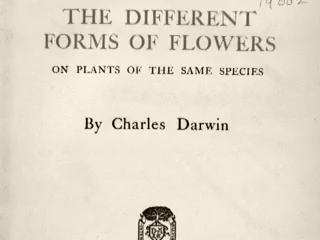 THE DIFFERENT
FORMS OF FLOWERS
ON PLANTS OF THE SAME SPECIES
By Charles Darwin